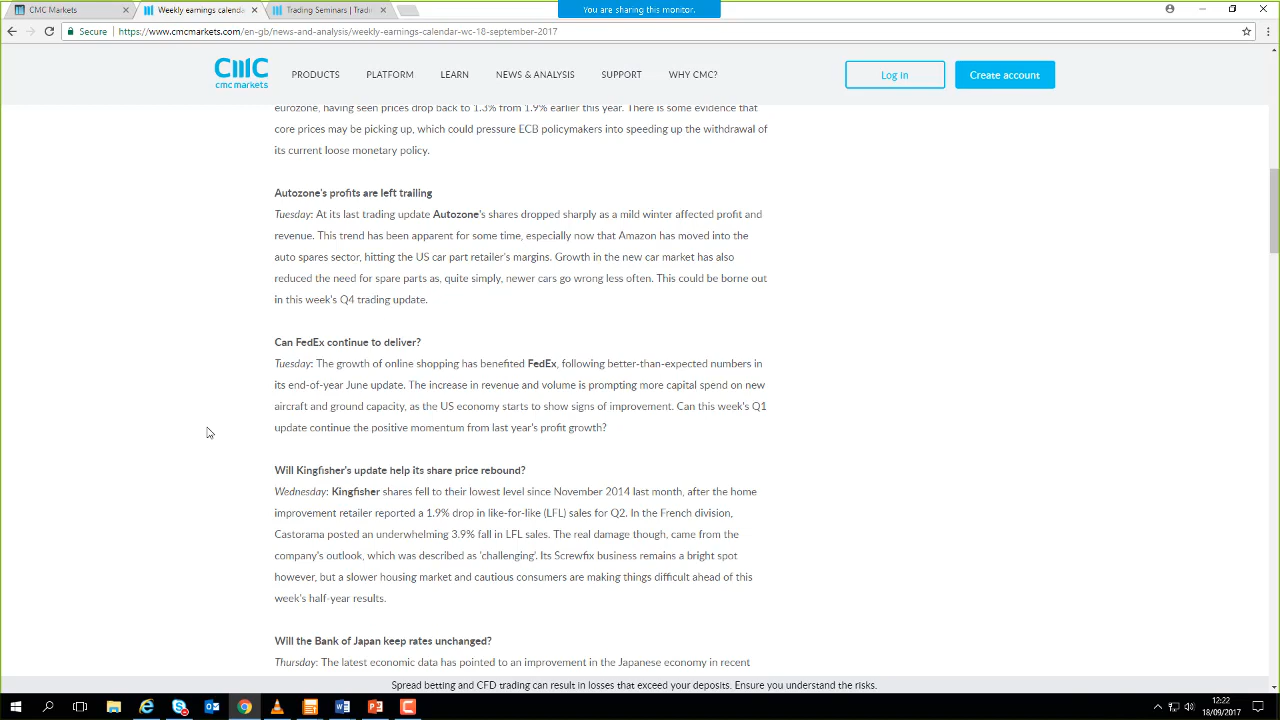 CMC Markets
Weekly earnings calenda
Trading Seminars | Tradin
You are sharing this monitor.
Secure
https://www.cmcmarkets.com/en-gb/news-and-analysis/weekly-earnings-calendar-wc-18-september-2017
cmc
cmc markets
PRODUCTS
PLATFORM
LEARN
NEWS & ANALYSIS
SUPPORT
WHY CMC?
Log in
Create account
eurozone, having seen prices drop back to 1.3% from 1.9% earlier this year. There is some evidence that
core prices may be picking up, which could pressure ECB policymakers into speeding up the withdrawal of
its current loose monetary policy.
Autozone's profits are left trailing
Tuesday: At its last trading update Autozone's shares dropped sharply as a mild winter affected profit and
revenue. This trend has been apparent for some time, especially now that Amazon has moved into the
auto spares sector, hitting the US car part retailer's margins. Growth in the new car market has also
reduced the need for spare parts as, quite simply, newer cars go wrong less often. This could be borne out
in this week's Q4 trading update.
Can FedEx continue to deliver?
Tuesday: The growth of online shopping has benefited FedEx, following better-than-expected numbers in
its end-of-year June update. The increase in revenue and volume is prompting more capital spend on new
aircraft and ground capacity, as the US economy starts to show signs of improvement. Can this week's Q1
update continue the positive momentum from last year's profit growth?
Will Kingfisher's update help its share price rebound?
Wednesday: Kingfisher shares fell to their lowest level since November 2014 last month, after the home
improvement retailer reported a 1.9% drop in like-for-like (LFL) sales for Q2. In the French division,
Castorama posted an underwhelming 3.9% fall in LFL sales. The real damage though, came from the
company's outlook, which was described as 'challenging'. Its Screwfix business remains a bright spot
however, but a slower housing market and cautious consumers are making things difficult ahead of this
week's half-year results.
Will the Bank of Japan keep rates unchanged?
Thursday: The latest economic data has pointed to an improvement in the Japanese economy in recent
Spread betting and CFD trading can result in losses that exceed your deposits. Ensure you understand the risks.
12:22
18/09/2017